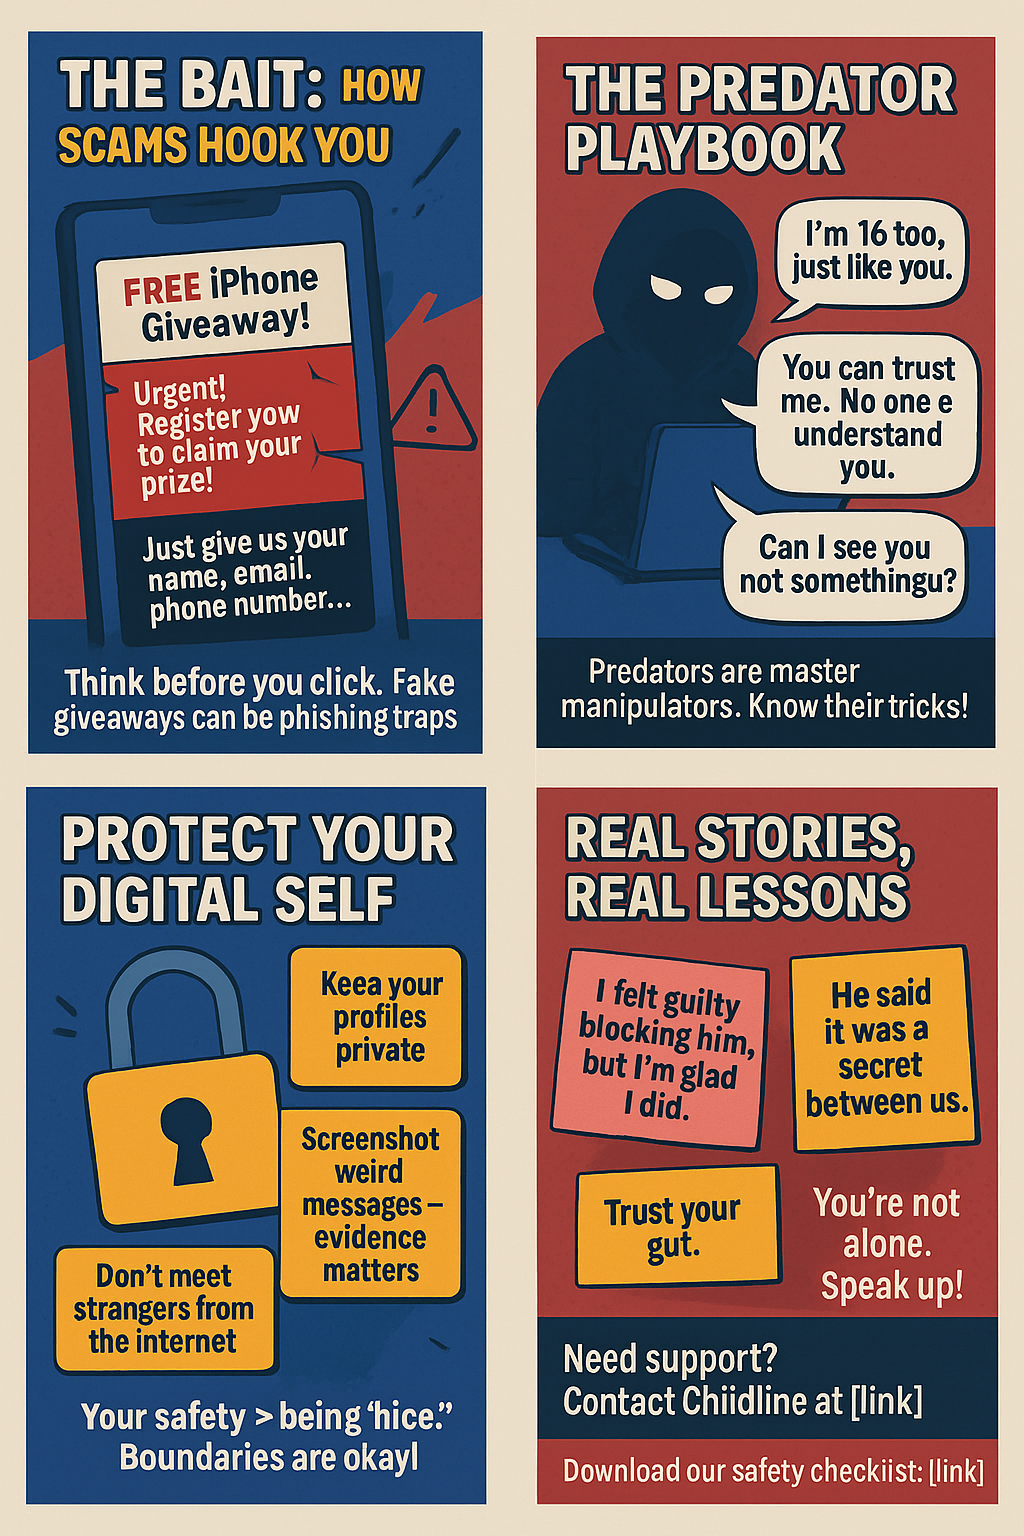 THE BAIT: HOW
SCAMS HOOK YOU
FREE iPhone
Giveaway!
Urgent!
Register yow
to claim your
prize!
Just give us your
name, email.
phone number...
Think before you click. Fake
giveaways can be phishing traps
THE PREDATOR
PLAYBOOK
I'm 16 too,
just like you.
You can trust
me. No one e
understand
you.
Can I see you
not somethingu?
Predators are master
manipulators. Know their tricks!
PROTECT YOUR
DIGITAL SELF
Keea your
profiles
private
Screenshot
weird
messages –
evidence
matters
Don't meet
strangers from
the internet
Your safety > being 'hice.”
Boundaries are okayl
REAL STORIES,
REAL LESSONS
I felt guilty
blocking him,
but I'm glad
I did.
He said
it was a
secret
between us.
Trust your
gut.
You're not
alone.
Speak up!
Need support?
Contact Chiidline at [link]
Download our safety checkiist: [link]